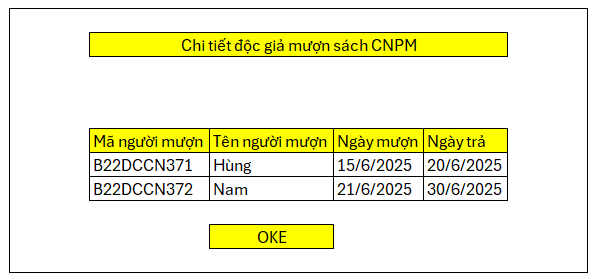 Chi tiết độc giả mượn sách CNPM
Mã người mượn Tên người mượn Ngày mượn Ngày trả
B22DCCN371 Hùng 15/6/2025 20/6/2025
B22DCCN372 Nam 21/6/2025 30/6/2025
OKE